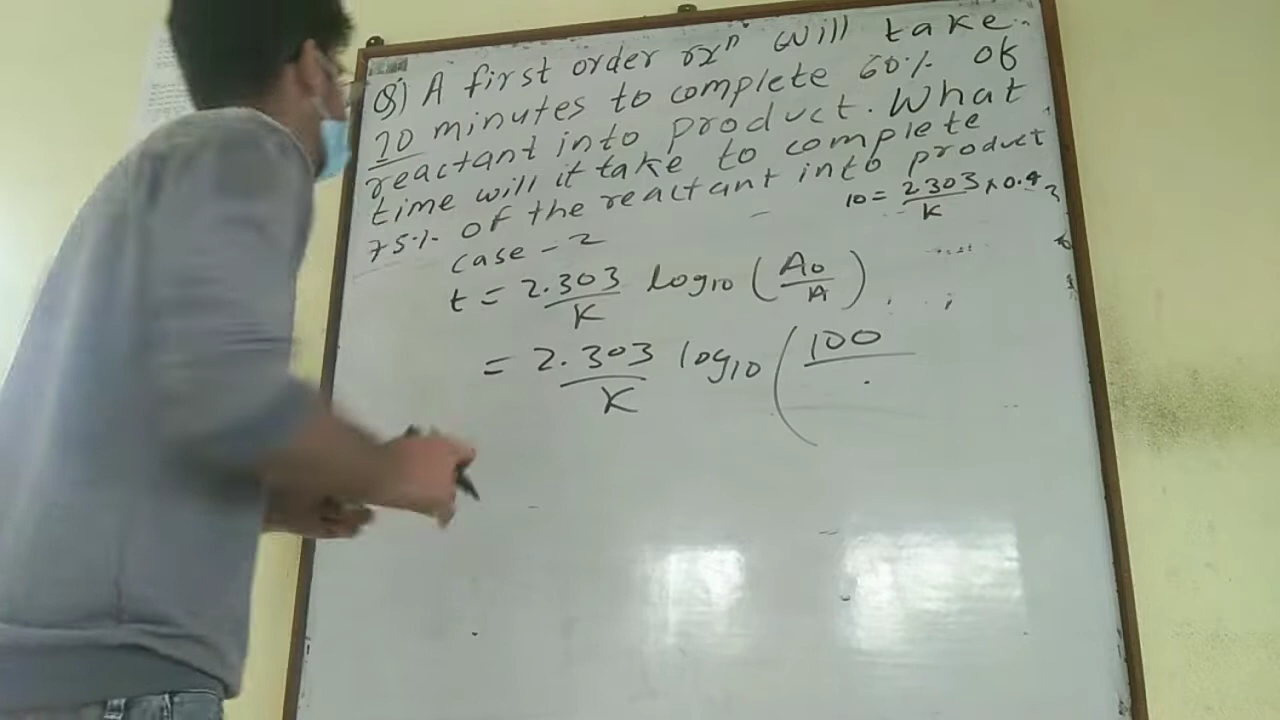 Q) A first order rxⁿ will take
10 minutes to complete 60% of
reactant into product. What
time will it take to complete
75% of the reactant into product
10 = 2303/K × 0.4
case - 2
t = 2.303/K log10 (A0/A)
= 2.303/K log10 (100